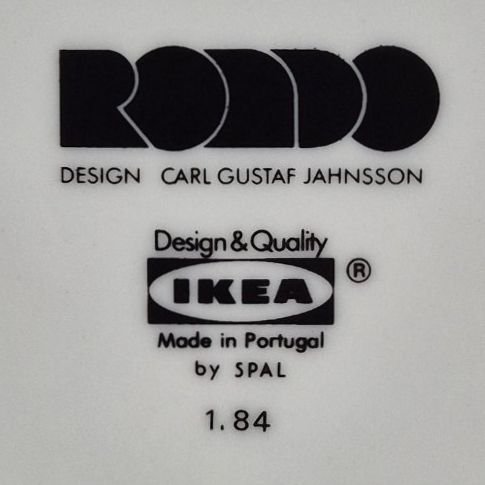 RONDO
DESIGN CARL GUSTAF JAHNSSON
Design & Quality
IKEA ®
Made in Portugal
by SPAL
1.84